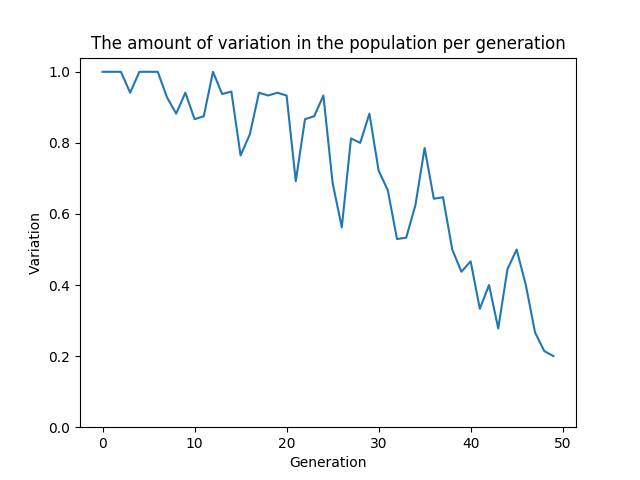 The amount of variation in the population per generation
1.0
0.8
0.6
0.4
0.2
0.0
Variation
0 10 20 30 40 50
Generation